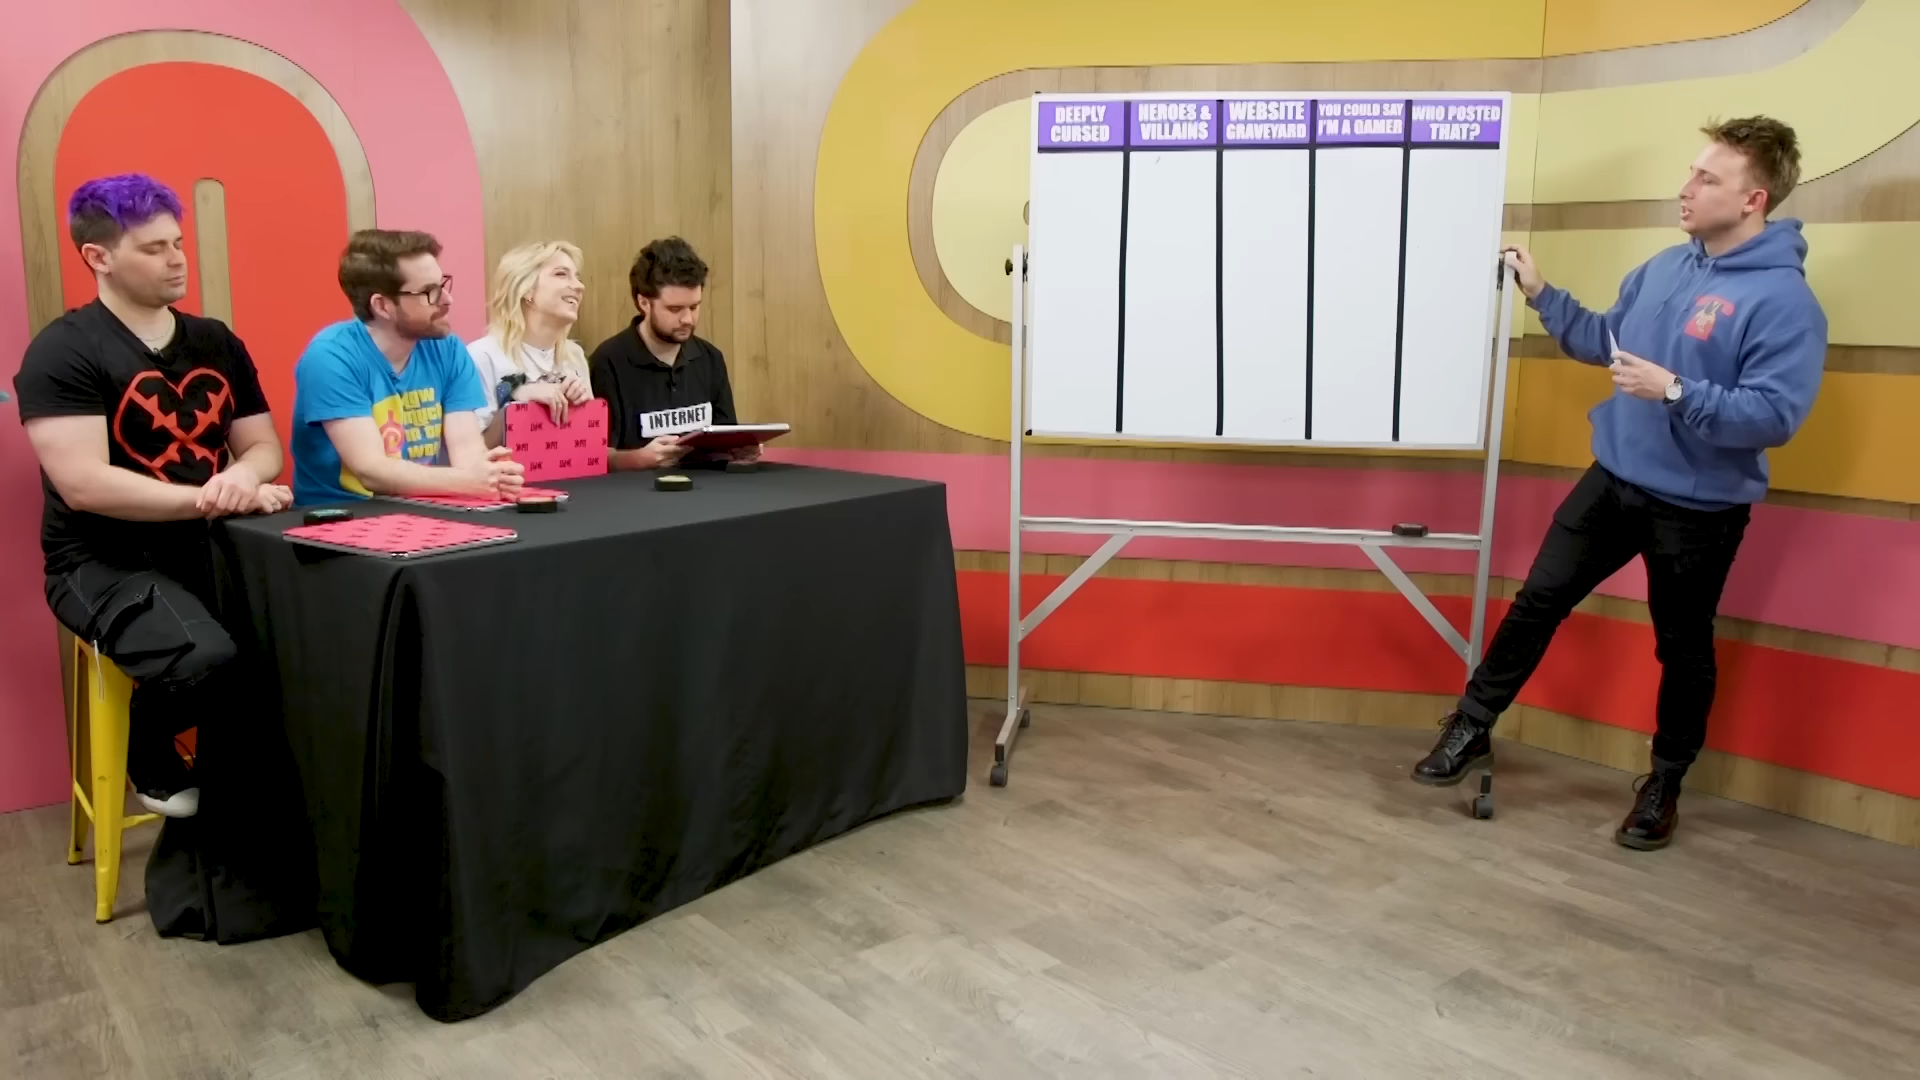 DEEPLY
CURSED
HEROES &
VILLAINS
WEBSITE
GRAVEYARD
YOU COULD SAY
I'M A GAMER
WHO POSTED
THAT?
INTERNET